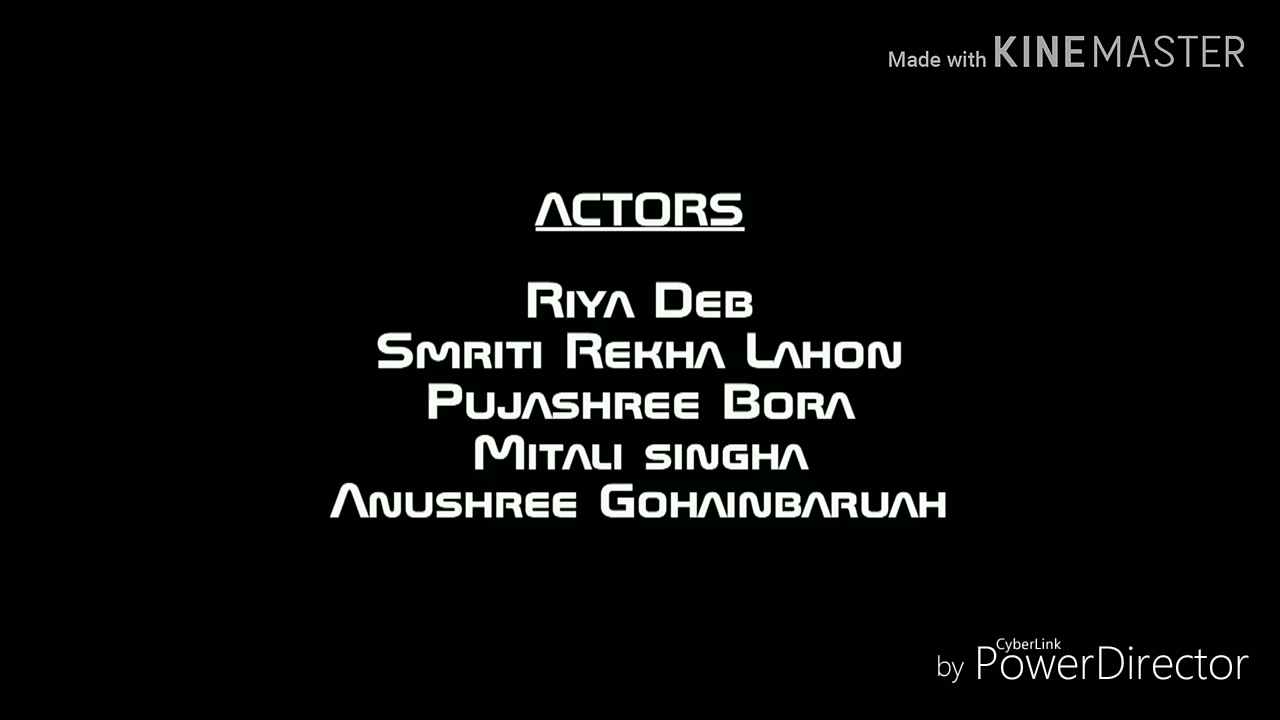 Made with KINEMASTER
ACTORS
Riya Deb
Smriti Rekha Lahon
Pujashree Bora
Mitali singha
Anushree Gohainbaruah
CyberLink
by PowerDirector